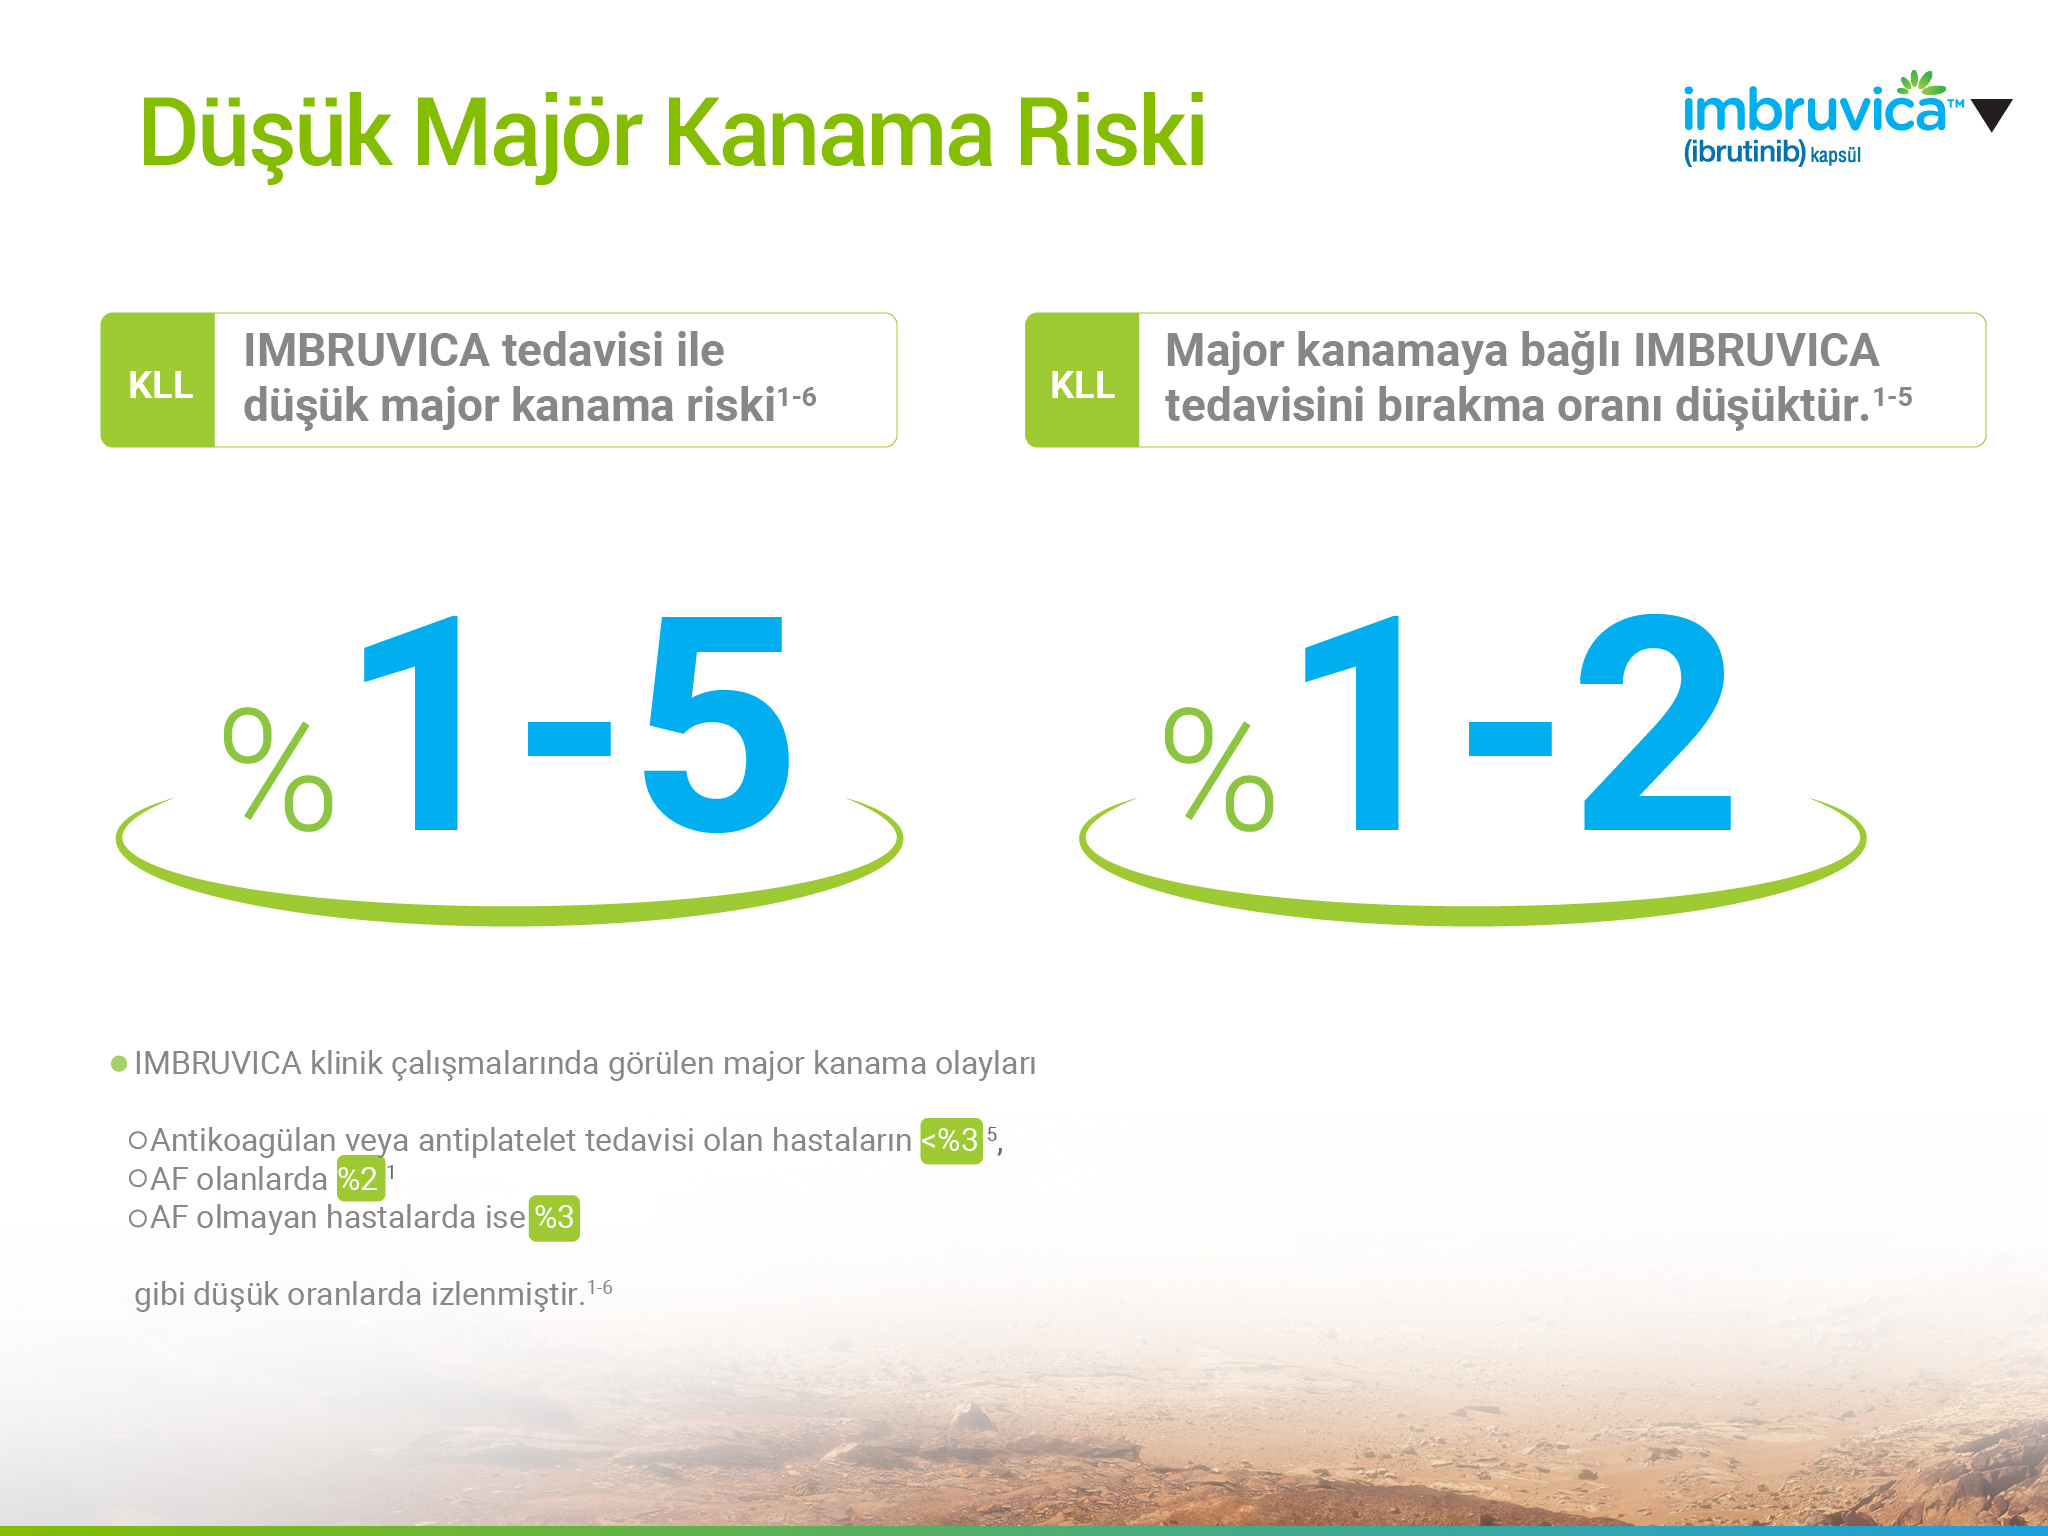 Düşük Majör Kanama Riski
imbruvica™
(ibrutinib) kapsül
KLL
IMBRUVICA tedavisi ile
düşük major kanama riski1-6
KLL
Major kanamaya bağlı IMBRUVICA
tedavisini bırakma oranı düşüktür.1-5
%1-5
%1-2
IMBRUVICA klinik çalışmalarında görülen major kanama olayları
Antikoagülan veya antiplatelet tedavisi olan hastaların <%3 5,
AF olanlarda %2 1
AF olmayan hastalarda ise %3
gibi düşük oranlarda izlenmiştir.1-6